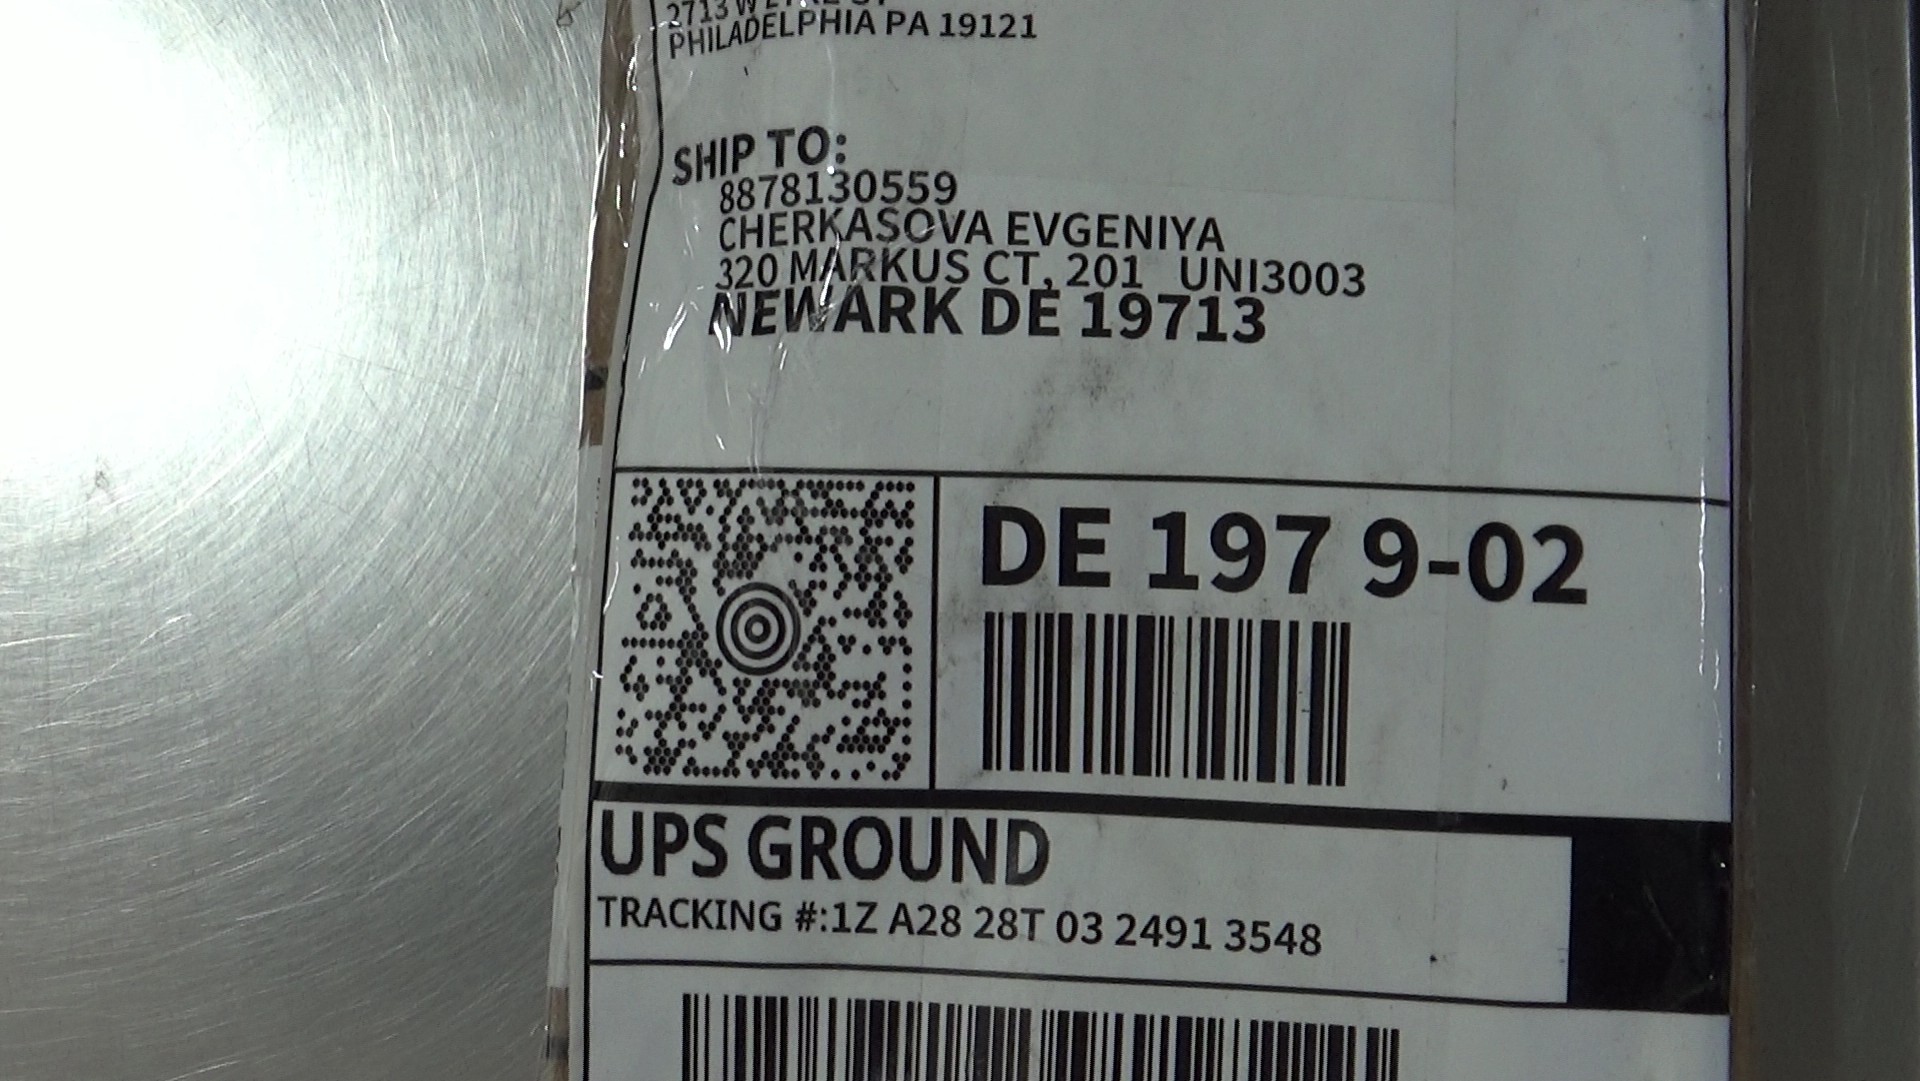 PHILADELPHIA PA 19121
SHIP TO:
8878130559
CHERKASOVA EVGENIYA
320 MARKUS CT, 201 UNI3003
NEWARK DE 19713
DE 197 9-02
UPS GROUND
TRACKING #:1Z A28 28T 03 2491 3548